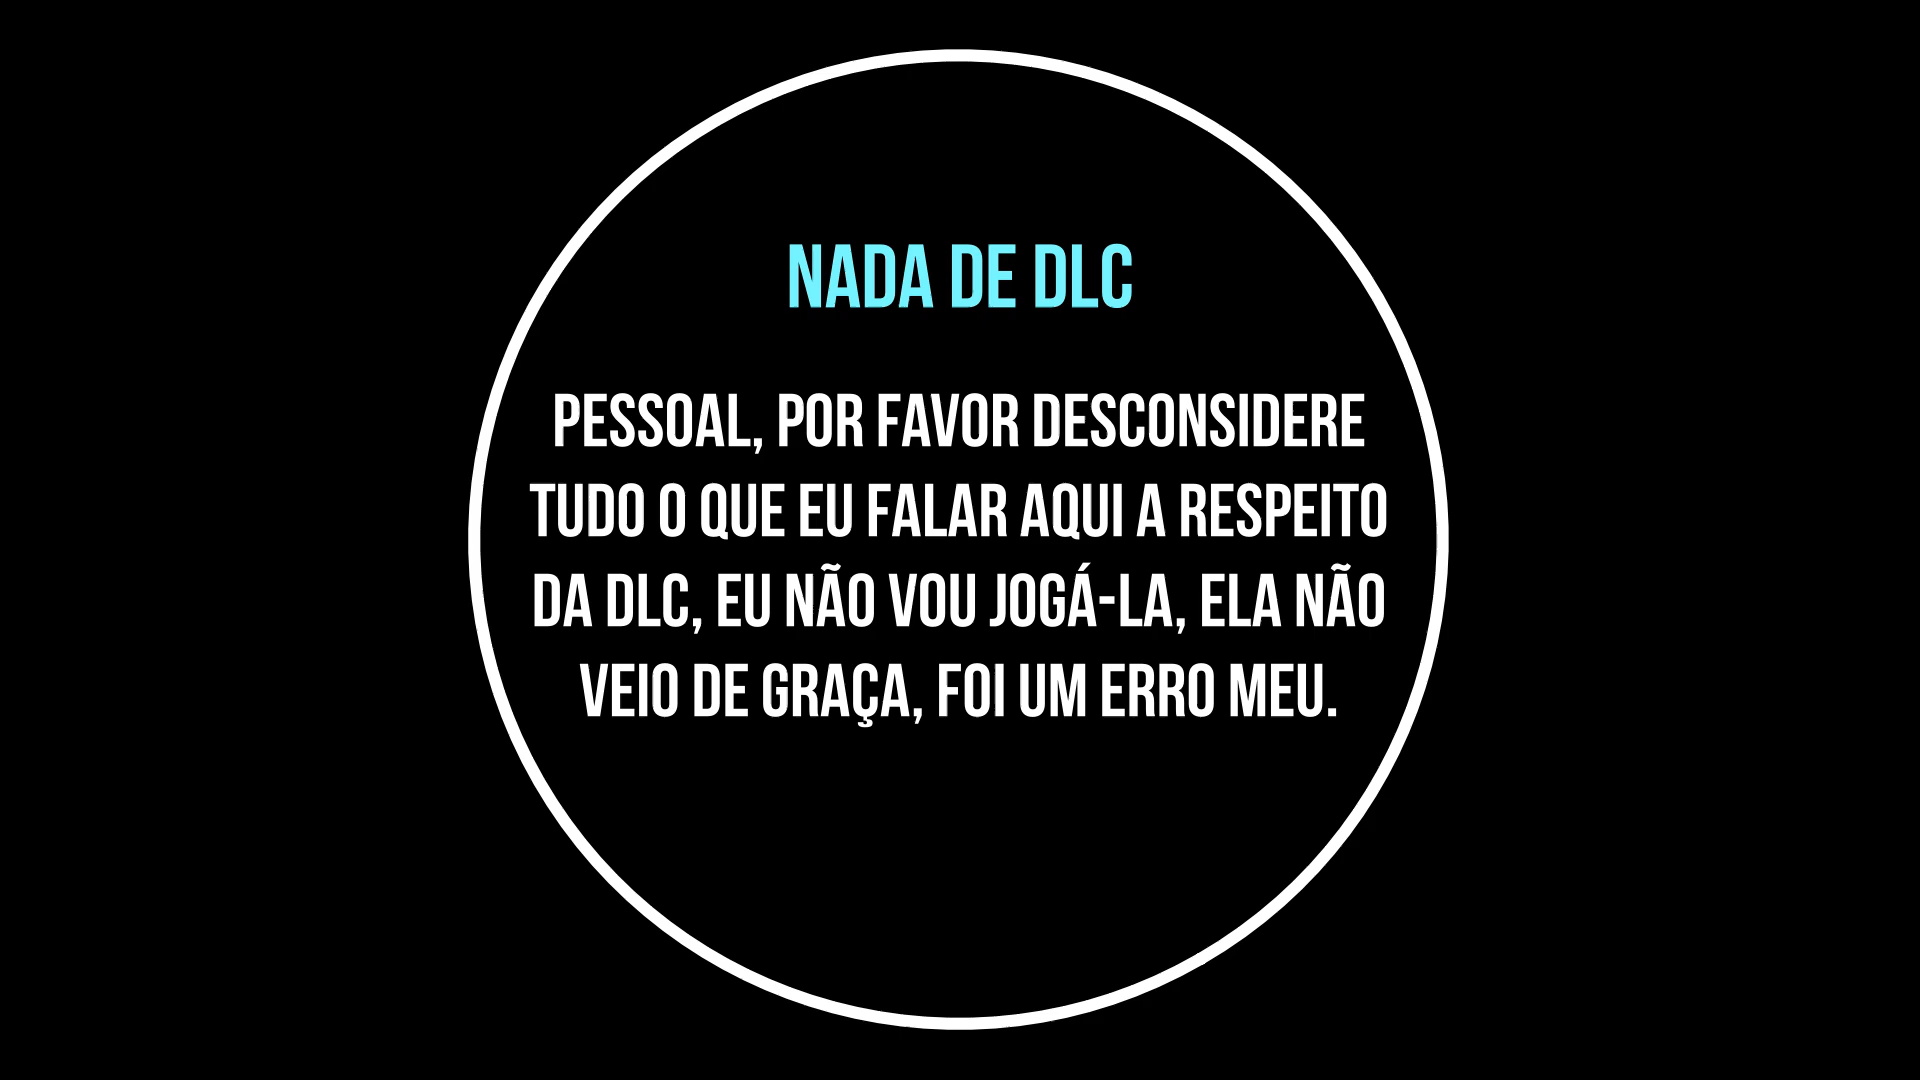 NADA DE DLC
PESSOAL, POR FAVOR DESCONSIDERE
TUDO O QUE EU FALAR AQUI A RESPEITO
DA DLC, EU NÃO VOU JOGÁ-LA, ELA NÃO
VEIO DE GRAÇA, FOI UM ERRO MEU.